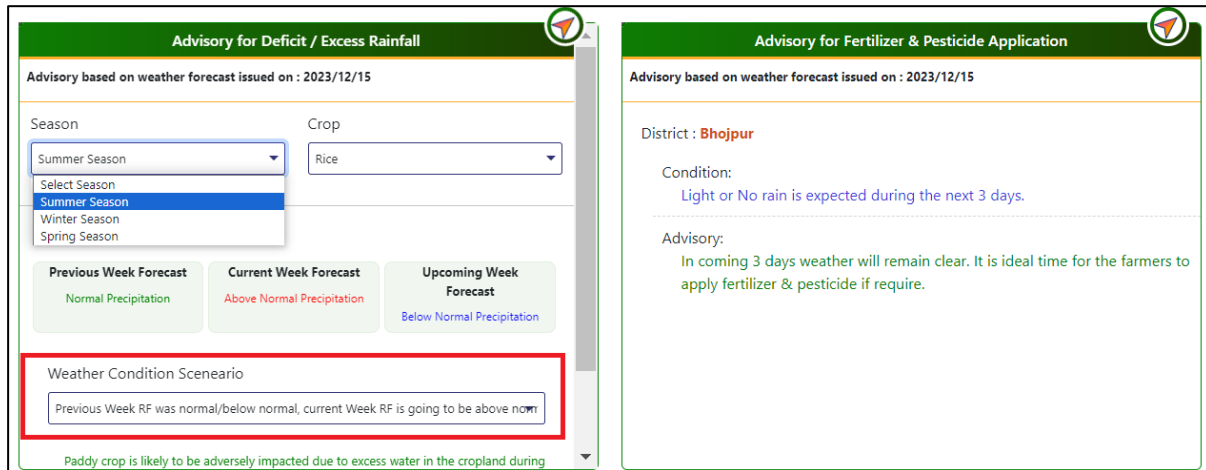 Advisory for Deficit / Excess Rainfall
Advisory based on weather forecast issued on : 2023/12/15
Season
Crop
Summer Season
Rice
Select Season
Summer Season
Winter Season
Spring Season
Previous Week Forecast
Normal Precipitation
Current Week Forecast
Above Normal Precipitation
Upcoming Week
Forecast
Below Normal Precipitation
Weather Condition Sceneario
Previous Week RF was normal/below normal, current Week RF is going to be above
Paddy crop is likely to be adversely impacted due to excess water in the cropland during
Advisory for Fertilizer & Pesticide Application
Advisory based on weather forecast issued on : 2023/12/15
District : Bhojpur
Condition:
Light or No rain is expected during the next 3 days.
Advisory:
In coming 3 days weather will remain clear. It is ideal time for the farmers to
apply fertilizer & pesticide if require.